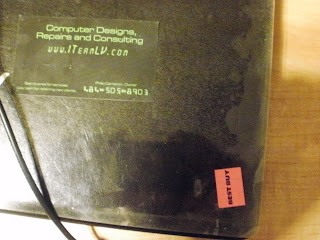 Computer Designs,
Repairs and Consulting
www.ITeamLV.com
484-505-8903
BEST BUY